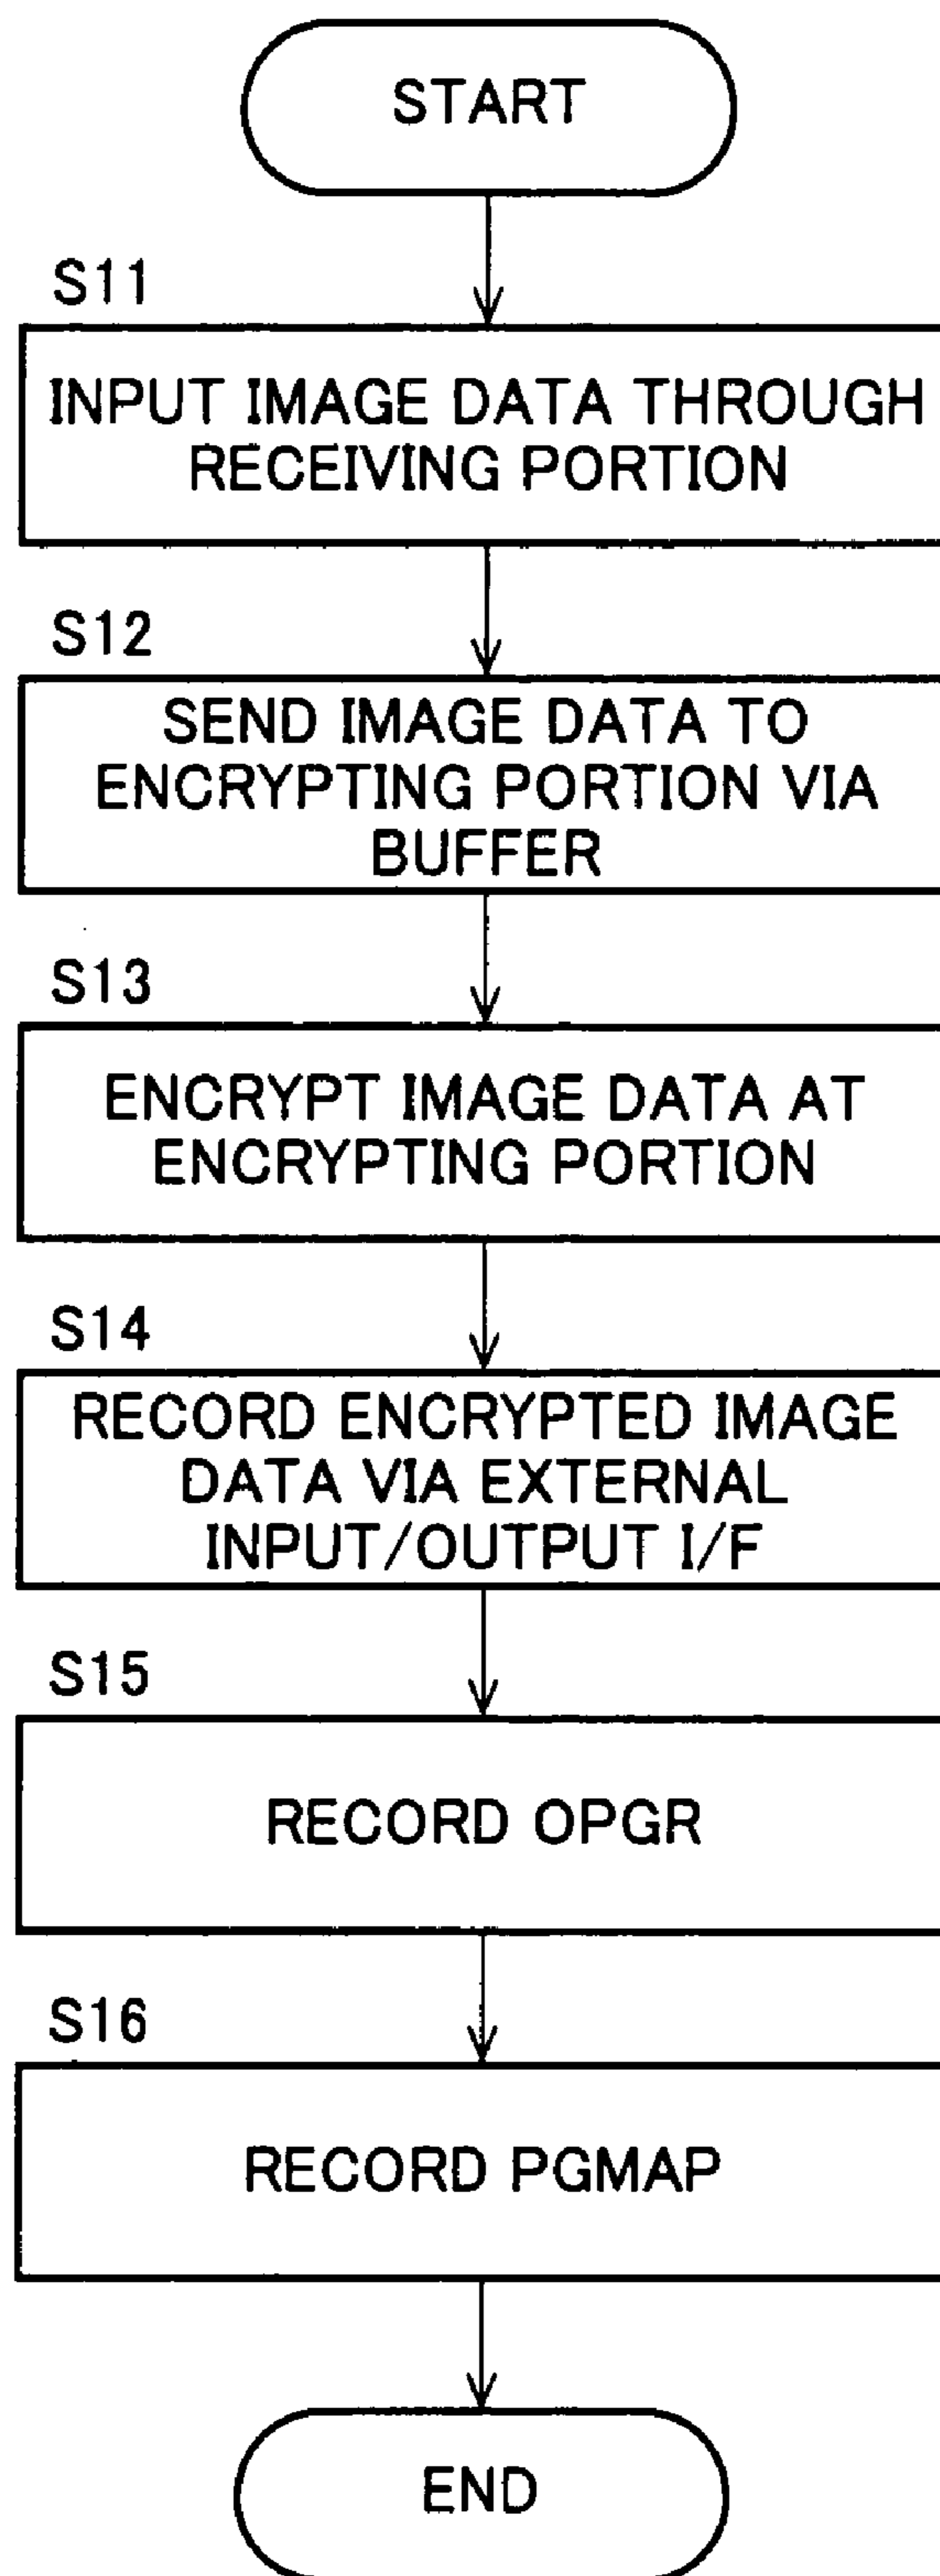 START
S11
INPUT IMAGE DATA THROUGH
RECEIVING PORTION
S12
SEND IMAGE DATA TO
ENCRYPTING PORTION VIA
BUFFER
S13
ENCRYPT IMAGE DATA AT
ENCRYPTING PORTION
S14
RECORD ENCRYPTED IMAGE
DATA VIA EXTERNAL
INPUT/OUTPUT I/F
S15
RECORD OPGR
S16
RECORD PGMAP
END